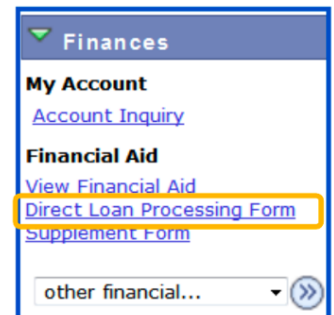 Finances
My Account
Account Inquiry
Financial Aid
View Financial Aid
Direct Loan Processing Form
Supplement Form
other financial...